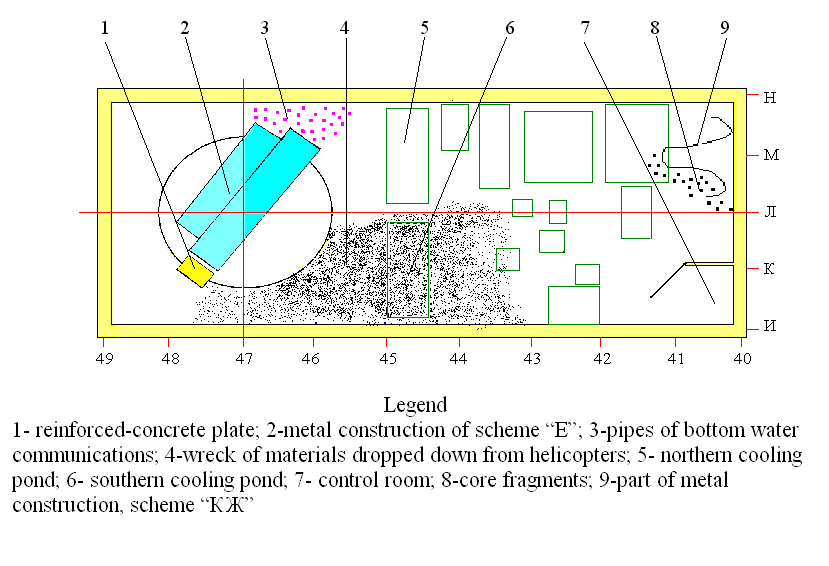 1 2 3 4 5 6 7 8 9
Н
М
Л
К
И
49 48 47 46 45 44 43 42 41 40
Legend
1- reinforced-concrete plate; 2-metal construction of scheme “Е”; 3-pipes of bottom water
communications; 4-wreck of materials dropped down from helicopters; 5- northern cooling
pond; 6- southern cooling pond; 7- control room; 8-core fragments; 9-part of metal
construction, scheme “КЖ”